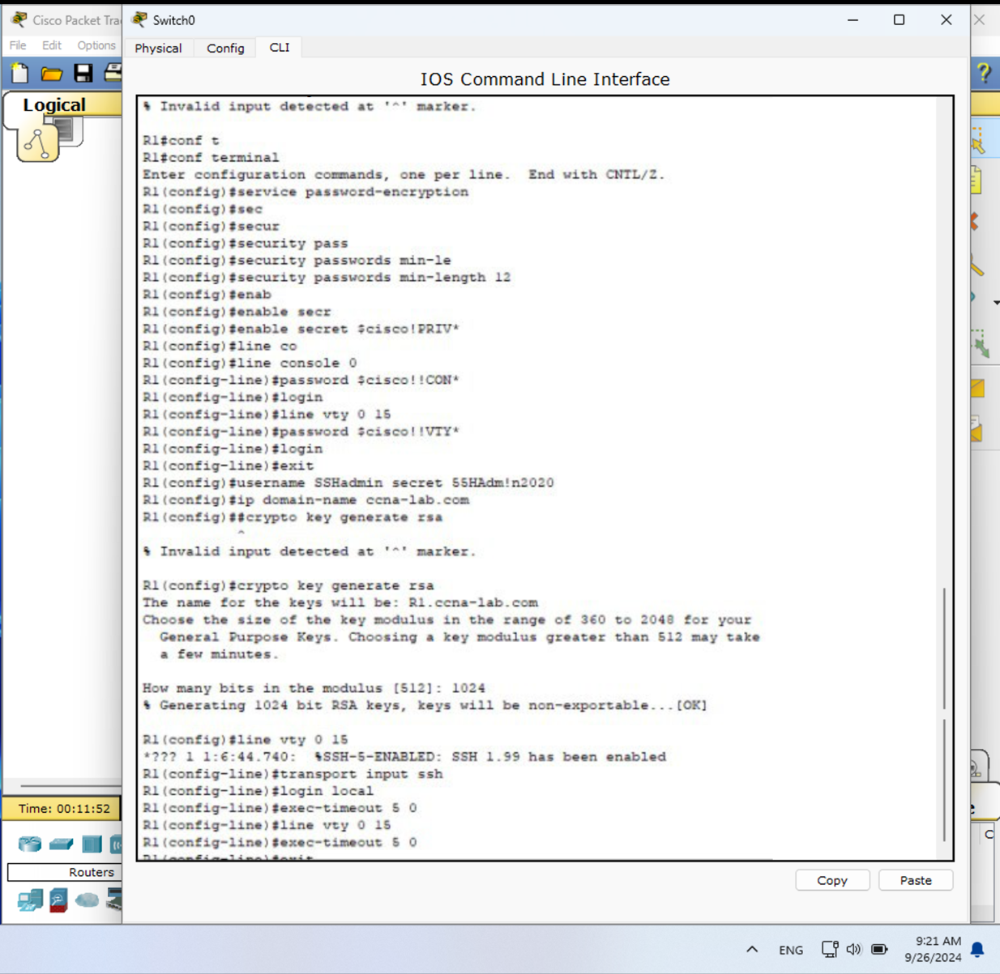 Cisco Packet Tra
Switch0
File Edit Options
Physical Config CLI
IOS Command Line Interface
Logical
% Invalid input detected at '^' marker.
R1#conf t
R1#conf terminal
Enter configuration commands, one per line.  End with CNTL/Z.
R1(config)#service password-encryption
R1(config)#sec
R1(config)#secur
R1(config)#security pass
R1(config)#security passwords min-le
R1(config)#security passwords min-length 12
R1(config)#enab
R1(config)#enable secr
R1(config)#enable secret $cisco!PRIV*
R1(config)#line co
R1(config)#line console 0
R1(config-line)#password $cisco!!CON*
R1(config-line)#login
R1(config-line)#line vty 0 15
R1(config-line)#password $cisco!!VTY*
R1(config-line)#login
R1(config-line)#exit
R1(config)#username SSHadmin secret 55HAdm!n2020
R1(config)#ip domain-name ccna-lab.com
R1(config)##crypto key generate rsa
^
% Invalid input detected at '^' marker.
R1(config)#crypto key generate rsa
The name for the keys will be: R1.ccna-lab.com
Choose the size of the key modulus in the range of 360 to 2048 for your
General Purpose Keys. Choosing a key modulus greater than 512 may take
a few minutes.
How many bits in the modulus [512]: 1024
% Generating 1024 bit RSA keys, keys will be non-exportable...[OK]
R1(config)#line vty 0 15
*??? 1 1:6:44.740:  %SSH-5-ENABLED: SSH 1.99 has been enabled
R1(config-line)#transport input ssh
R1(config-line)#login local
R1(config-line)#exec-timeout 5 0
R1(config-line)#line vty 0 15
R1(config-line)#exec-timeout 5 0
R1(config-line)#exit
Time: 00:11:52
Routers
Copy Paste
ENG
9:21 AM
9/26/2024